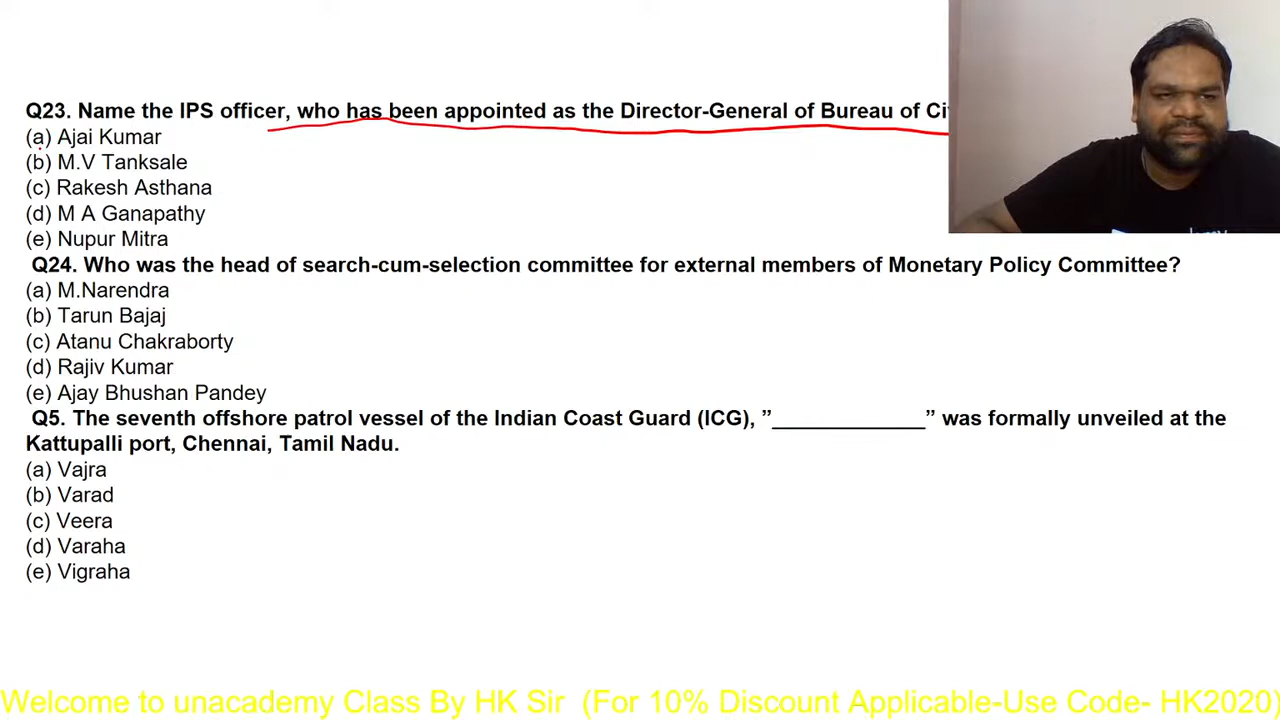 Q23. Name the IPS officer, who has been appointed as the Director-General of Bureau of Ci
(a) Ajai Kumar
(b) M.V Tanksale
(c) Rakesh Asthana
(d) M A Ganapathy
(e) Nupur Mitra
Q24. Who was the head of search-cum-selection committee for external members of Monetary Policy Committee?
(a) M.Narendra
(b) Tarun Bajaj
(c) Atanu Chakraborty
(d) Rajiv Kumar
(e) Ajay Bhushan Pandey
Q5. The seventh offshore patrol vessel of the Indian Coast Guard (ICG), ”_____________” was formally unveiled at the
Kattupalli port, Chennai, Tamil Nadu.
(a) Vajra
(b) Varad
(c) Veera
(d) Varaha
(e) Vigraha
Welcome to unacademy Class By HK Sir (For 10% Discount Applicable-Use Code- HK2020)